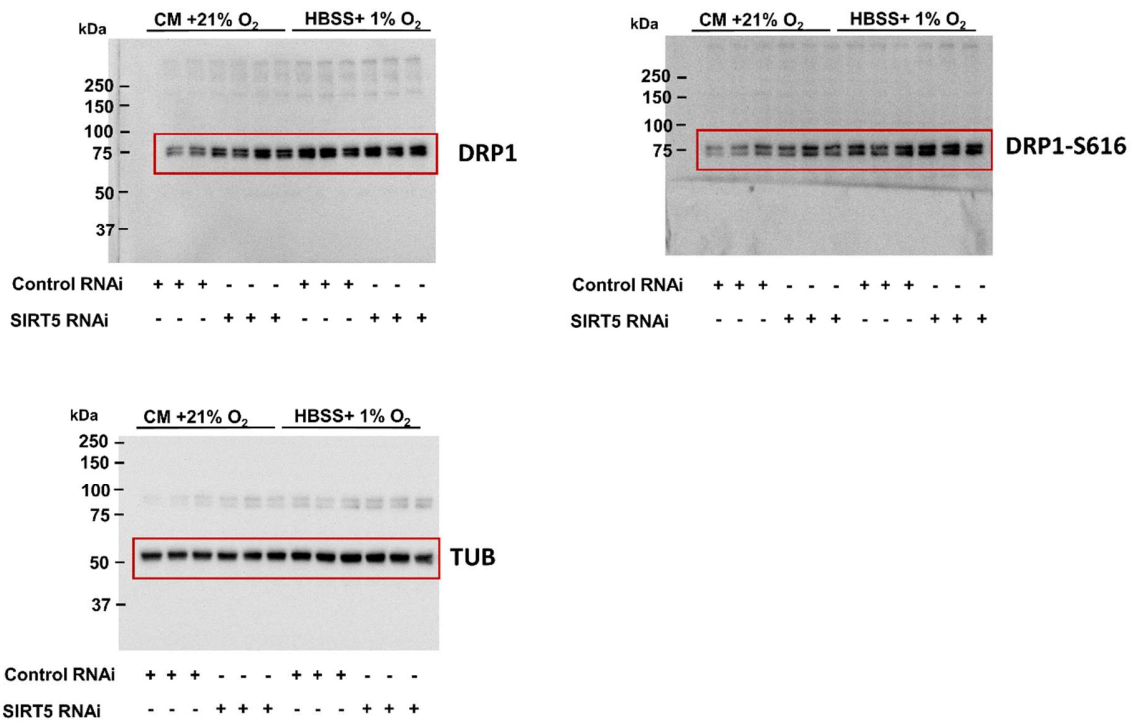 kDa
CM +21% O₂ HBSS+ 1% O₂
250
150
100
75
50
37
DRP1
Control RNAi + + + - - - + + + - - -
SIRT5 RNAi - - - + + + - - - + + +
kDa
CM +21% O₂ HBSS+ 1% O₂
250
150
100
75
DRP1-S616
Control RNAi + + + - - - + + + - - -
SIRT5 RNAi - - - + + + - - - + + +
kDa
CM +21% O₂ HBSS+ 1% O₂
250
150
100
75
50
37
TUB
Control RNAi + + + - - - + + + - - -
SIRT5 RNAi - - - + + + - - - + + +